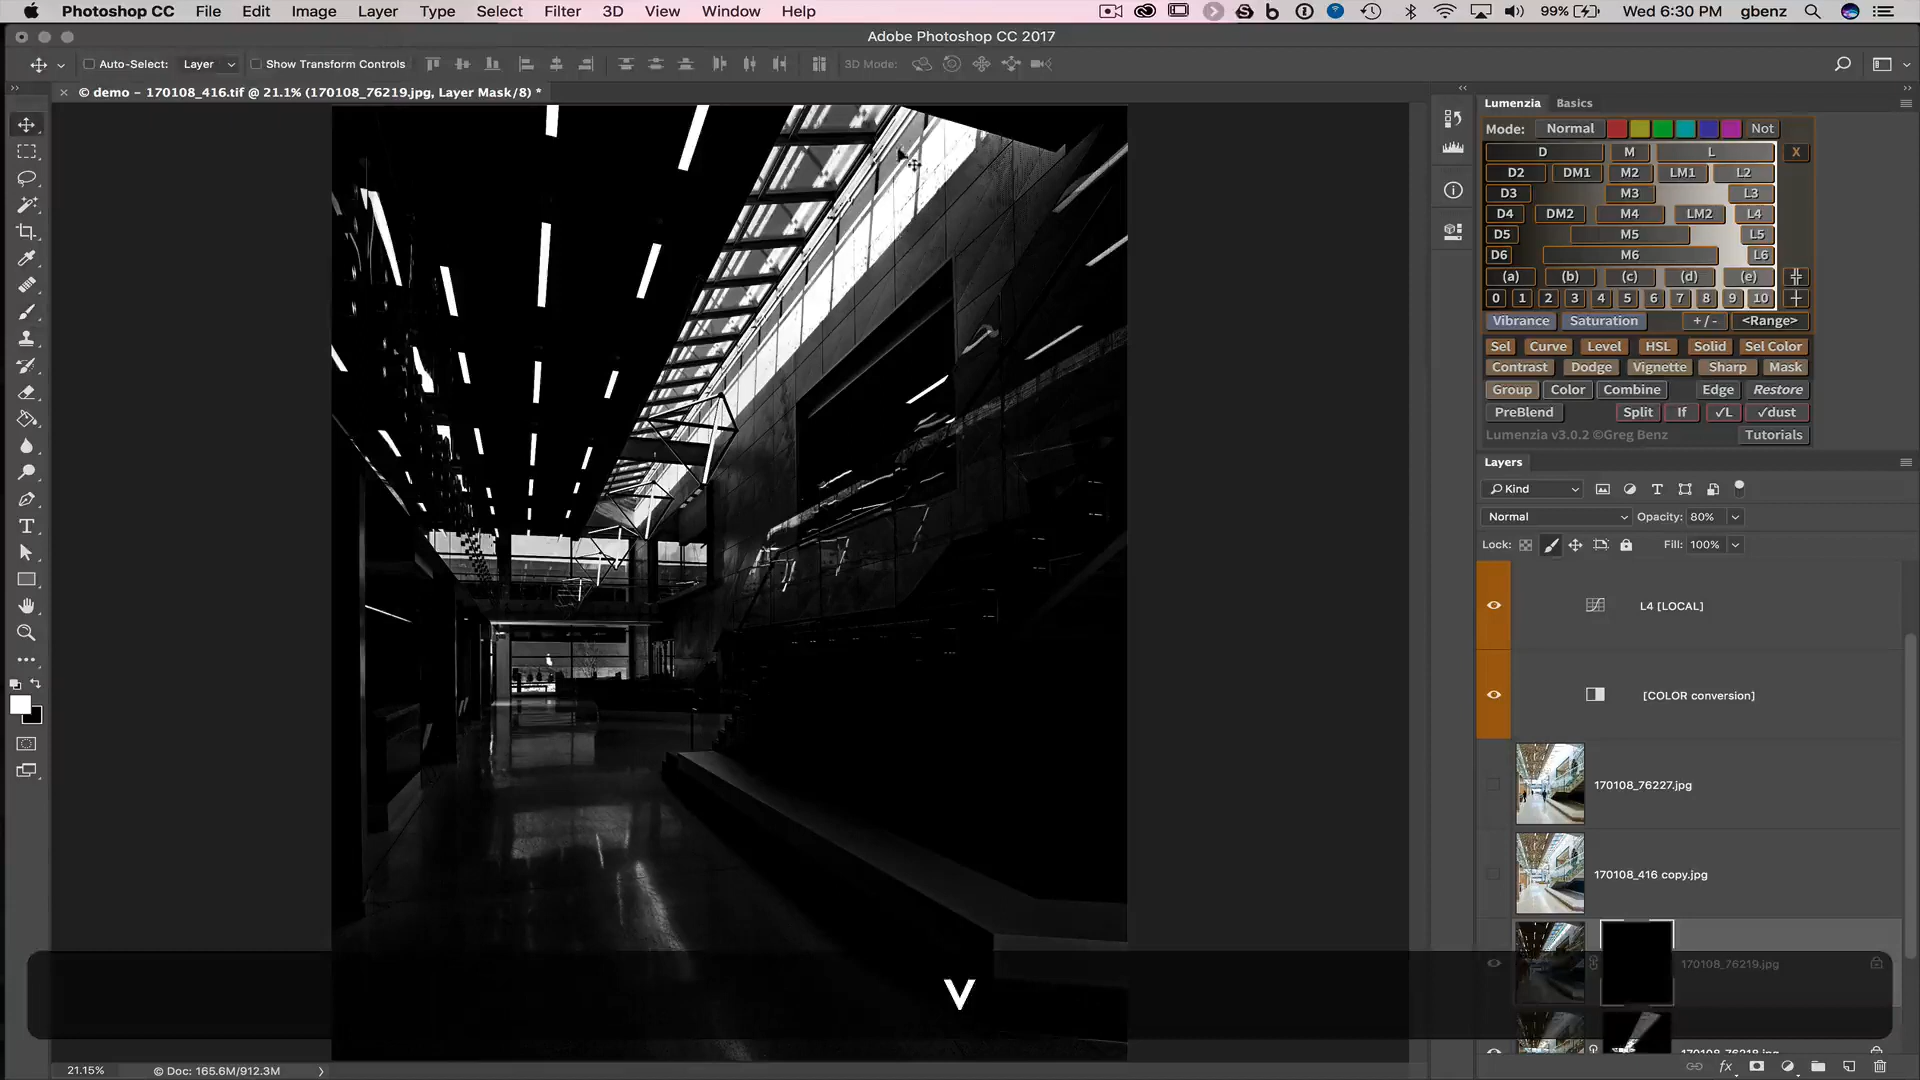 Photoshop CC File Edit Image Layer Type Select Filter 3D View Window Help 99% Wed 6:30 PM gbenz
Adobe Photoshop CC 2017
Auto-Select: Layer Show Transform Controls 3D Mode:
© demo - 170108_416.tif @ 21.1% (170108_76219.jpg, Layer Mask/8) *
Lumenzia Basics
Mode: Normal Not
D M L X
D2 DM1 M2 LM1 L2
D3 M3 L3
D4 DM2 M4 LM2 L4
D5 M5 L5
D6 M6 L6
(a) (b) (c) (d) (e)
0 1 2 3 4 5 6 7 8 9 10
Vibrance Saturation + / - <Range>
Sel Curve Level HSL Solid Sel Color
Contrast Dodge Vignette Sharp Mask
Group Color Combine Edge Restore
PreBlend Split If ✓L ✓dust
Lumenzia v3.0.2 ©Greg Benz Tutorials
Layers
Kind
Normal Opacity: 80%
Lock: Fill: 100%
L4 [LOCAL]
[COLOR conversion]
170108_76227.jpg
170108_416 copy.jpg
170108_76219.jpg
V
170108_76218.jpg
21.15% © Doc: 165.6M/912.3M